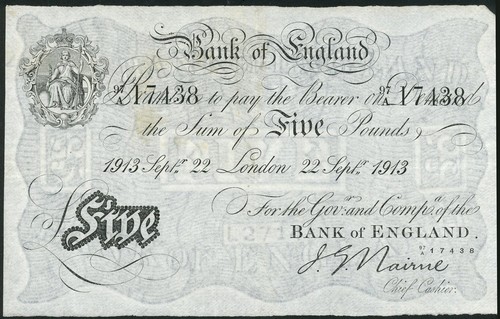 Bank of England
97/A 17438 to pay the Bearer on Demand 97/A 17438
the Sum of Five Pounds
1913 Septr. 22 London 22 Septr. 1913
For the Govr. and Compa. of the
BANK OF ENGLAND.
£Five
97/A 17438
J. G. Nairne
Chief Cashier.